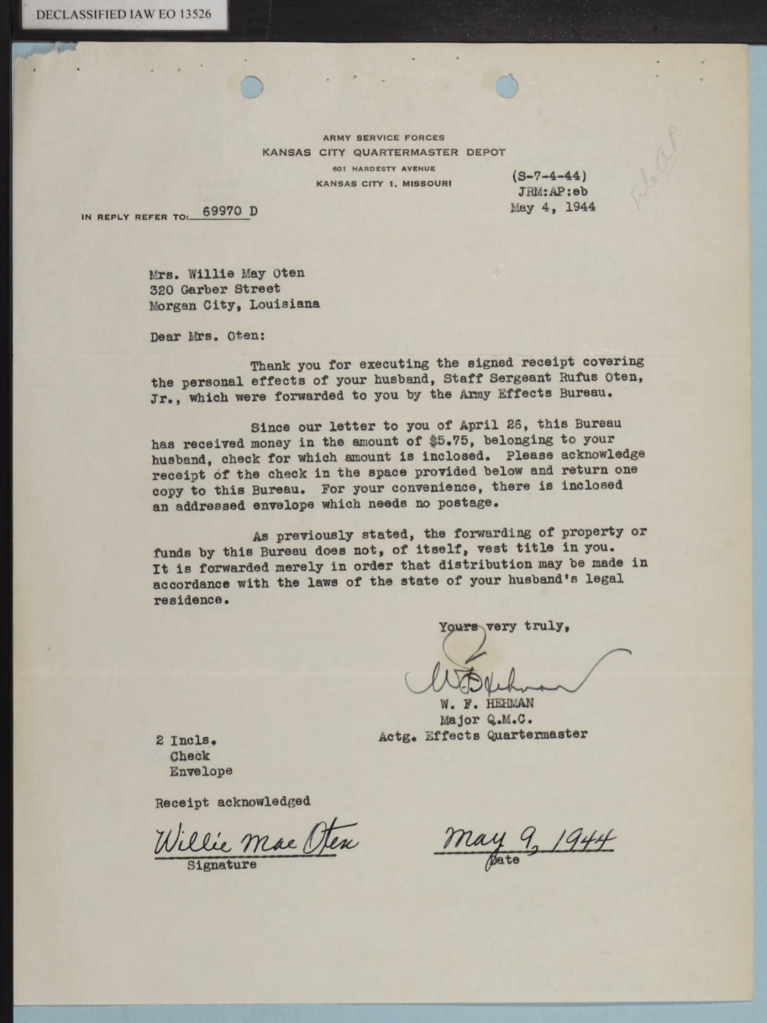 DECLASSIFIED IAW EO 13526
ARMY SERVICE FORCES
KANSAS CITY QUARTERMASTER DEPOT
601 HARDESTY AVENUE
KANSAS CITY 1, MISSOURI
(S-7-4-44)
JRM:AP:eb
May 4, 1944
File AP
IN REPLY REFER TO: 69970 D
Mrs. Willie May Oten
320 Garber Street
Morgan City, Louisiana
Dear Mrs. Oten:
Thank you for executing the signed receipt covering
the personal effects of your husband, Staff Sergeant Rufus Oten,
Jr., which were forwarded to you by the Army Effects Bureau.
Since our letter to you of April 26, this Bureau
has received money in the amount of $5.75, belonging to your
husband, check for which amount is inclosed. Please acknowledge
receipt of the check in the space provided below and return one
copy to this Bureau. For your convenience, there is inclosed
an addressed envelope which needs no postage.
As previously stated, the forwarding of property or
funds by this Bureau does not, of itself, vest title in you.
It is forwarded merely in order that distribution may be made in
accordance with the laws of the state of your husband's legal
residence.
Yours very truly,
W F Hehman
W. F. HEHMAN
Major Q.M.C.
Actg. Effects Quartermaster
2 Incls.
Check
Envelope
Receipt acknowledged
Willie Mae Oten May 9, 1944
Signature Date